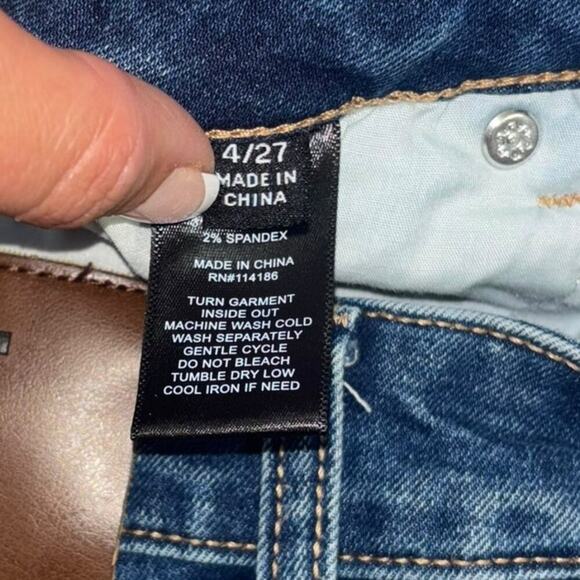 4/27
MADE IN
CHINA
2% SPANDEX
MADE IN CHINA
RN#114186
TURN GARMENT
INSIDE OUT
MACHINE WASH COLD
WASH SEPARATELY
GENTLE CYCLE
DO NOT BLEACH
TUMBLE DRY LOW
COOL IRON IF NEED